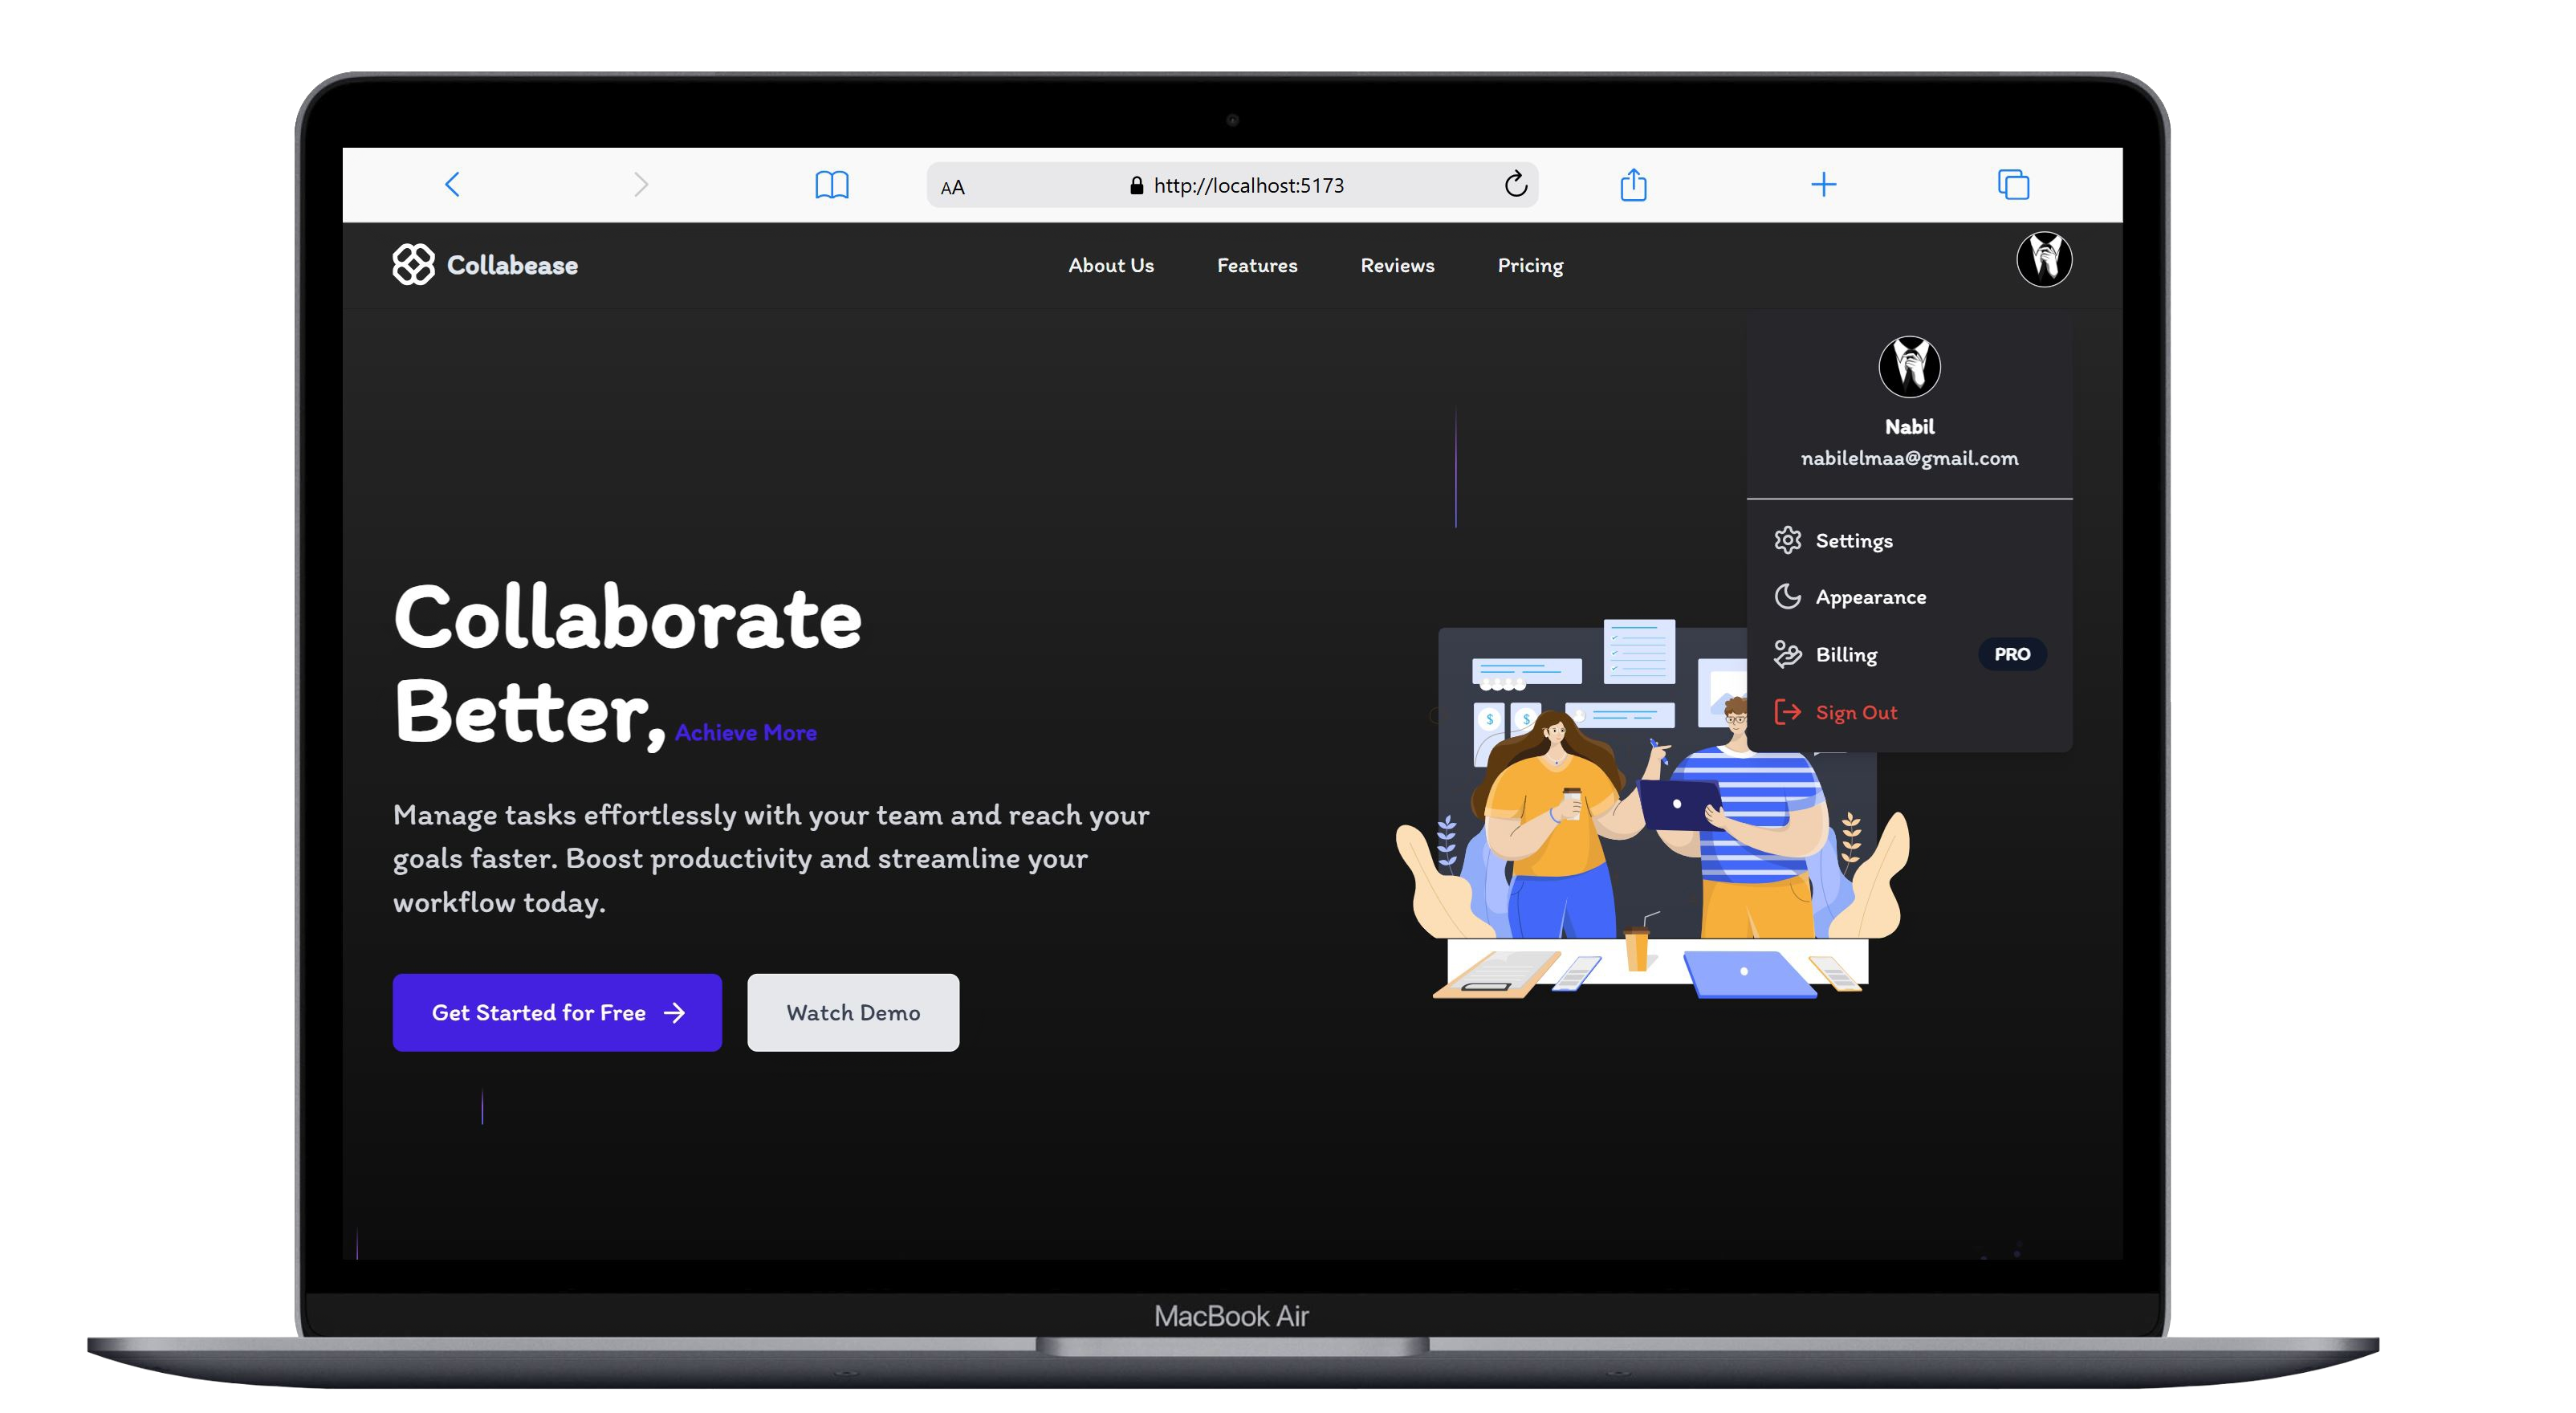 AA
http://localhost:5173
Collabease
About Us
Features
Reviews
Pricing
Nabil
nabilelmaa@gmail.com
Settings
Appearance
Billing
PRO
Sign Out
Collaborate
Better, Achieve More
Manage tasks effortlessly with your team and reach your
goals faster. Boost productivity and streamline your
workflow today.
$ $
Get Started for Free
Watch Demo
MacBook Air